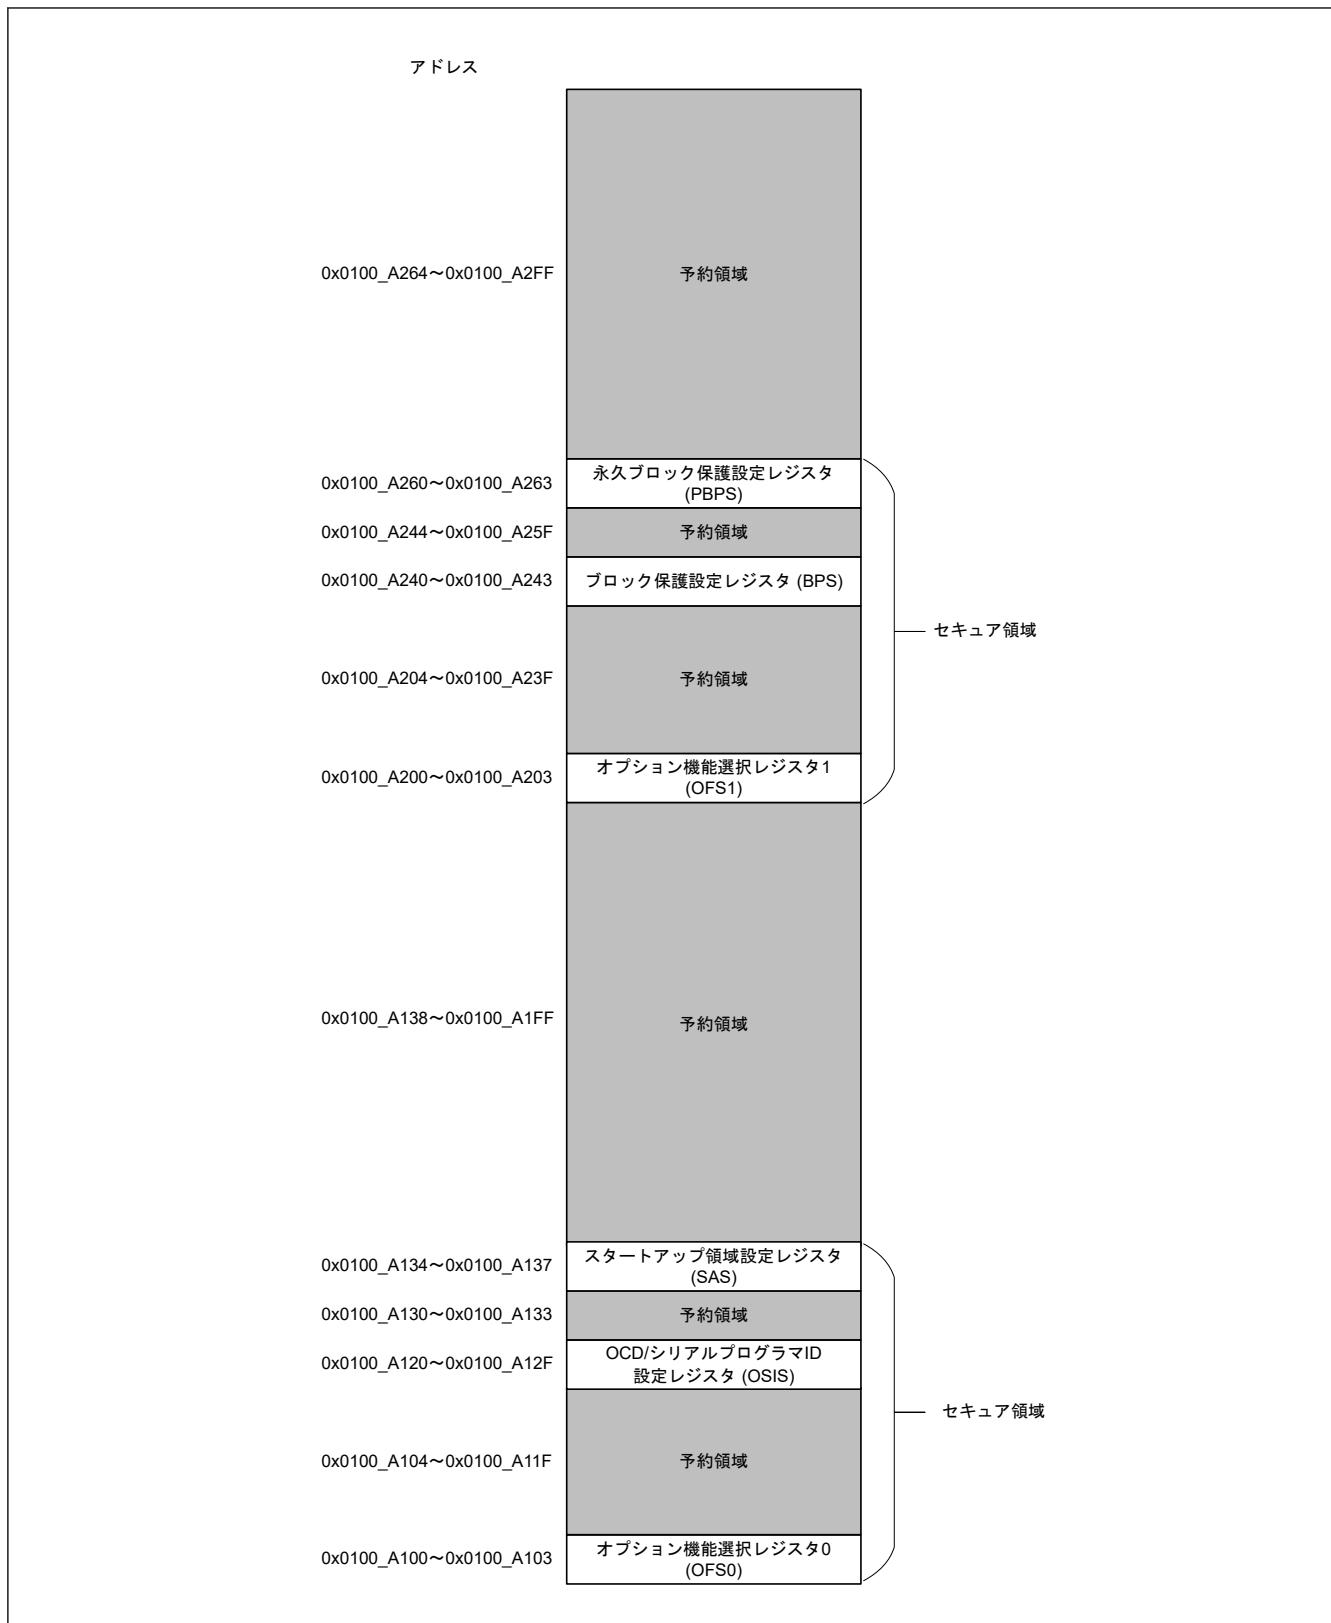 アドレス
0x0100_A264～0x0100_A2FF
予約領域
0x0100_A260～0x0100_A263
永久ブロック保護設定レジスタ
(PBPS)
0x0100_A244～0x0100_A25F
予約領域
0x0100_A240～0x0100_A243
ブロック保護設定レジスタ (BPS)
セキュア領域
0x0100_A204～0x0100_A23F
予約領域
0x0100_A200～0x0100_A203
オプション機能選択レジスタ1
(OFS1)
0x0100_A138～0x0100_A1FF
予約領域
0x0100_A134～0x0100_A137
スタートアップ領域設定レジスタ
(SAS)
0x0100_A130～0x0100_A133
予約領域
0x0100_A120～0x0100_A12F
OCD/シリアルプログラマID
設定レジスタ (OSIS)
セキュア領域
0x0100_A104～0x0100_A11F
予約領域
0x0100_A100～0x0100_A103
オプション機能選択レジスタ0
(OFS0)